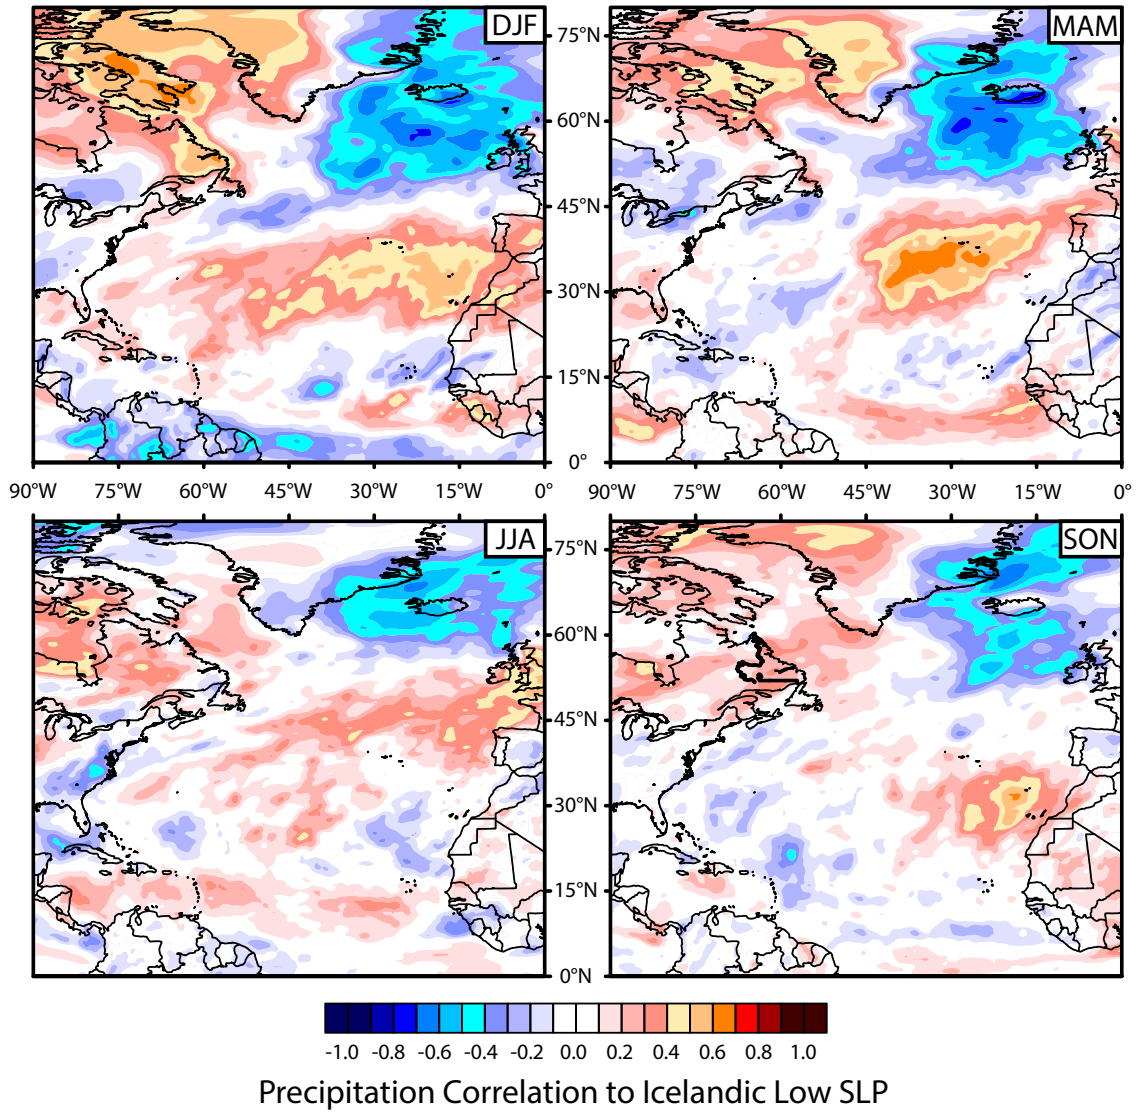 DJF
75°N
MAM
60°N
45°N
30°N
15°N
0°
90°W 75°W 60°W 45°W 30°W 15°W 0°
90°W 75°W 60°W 45°W 30°W 15°W 0°
JJA
75°N
SON
60°N
45°N
30°N
15°N
0°N
-1.0 -0.8 -0.6 -0.4 -0.2 0.0 0.2 0.4 0.6 0.8 1.0
Precipitation Correlation to Icelandic Low SLP